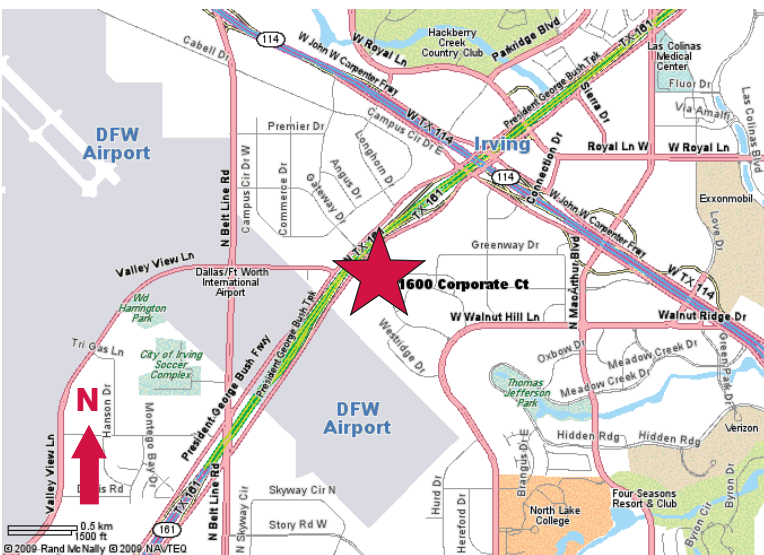 Hackberry
Creek
Country-Club
Parkridge Blvd
TX-161
W Royal Ln
114
Cabell Dr
W John W Carpenter Frwy
Las Colinas
Medical
Center
Fluor Dr
Via-Amalfi
Las Colinas Blvd
President George Bush Tpk
Sierra Dr
W TX 114
Campus Cir Dr E
DFW
Airport
Premier Dr
Irving
Longhorn Dr
Royal Ln W
W Royal Ln
Connection Dr
Campus Cir Dr W
Commerce Dr
Angus Dr
Gateway Dr
114
TX-161
W John W Carpenter Frwy
Exxonmobil
Love Dr
N Belt Line Rd
W TX 161
Greenway Dr
Valley View Ln
Dallas/Ft Worth
International
Airport
1600 Corporate Ct
N MacArthur Blvd
W TX-114
Wd
Harrington
Park
President George Bush Tpk
W Walnut Hill Ln
Walnut Ridge Dr
Westridge Dr
Tri Gas Ln
City of Irving
Soccer
Complex
President-George Bush Fwy
Oxbow Dr
Meadow Creek Dr
Meadow Creek Dr
Green Park Dr
Thomas
Jefferson
Park
N
Hanson Dr
Montego Bay Dr
DFW
Airport
Verizon
Brangus Dr E
Hidden Rdg
Hidden Rdg
Valley View Ln
N Belt Line Rd
TX-161
Skyway Cir N
Hurd Dr
Hereford Dr
North Lake
College
Four Seasons
Resort & Club
Byron Dr
Byron Cir
0.5 km
1500 ft
161
N Skyway Cir
Story Rd W
© 2009-Rand McNally © 2009 NAVTEQ